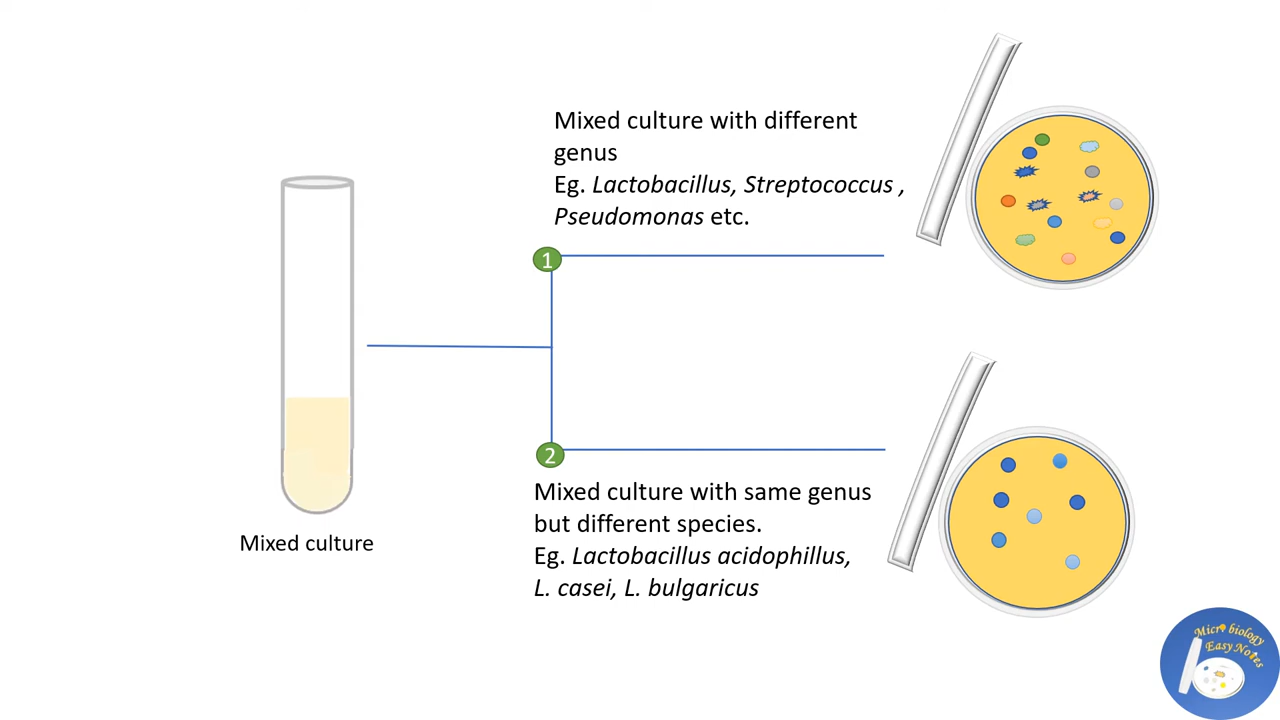 Mixed culture with different
genus
Eg. Lactobacillus, Streptococcus ,
Pseudomonas etc.
1
2
Mixed culture with same genus
but different species.
Eg. Lactobacillus acidophillus,
L. casei, L. bulgaricus
Mixed culture
Micro biology
Easy Notes